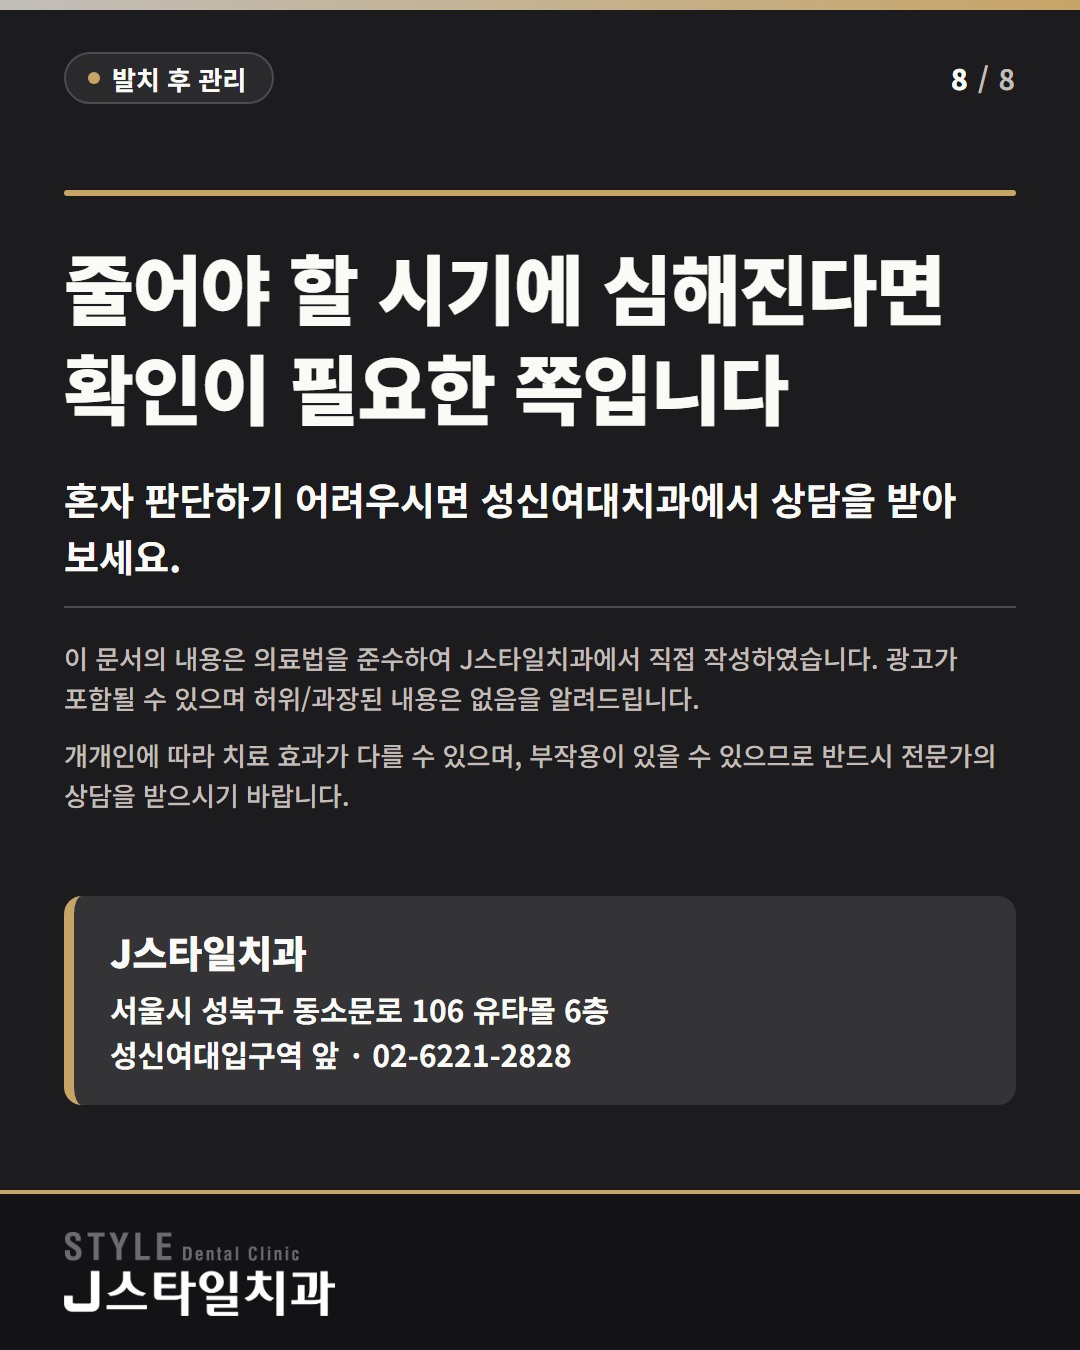 발치 후 관리
8 / 8
줄어야 할 시기에 심해진다면
확인이 필요한 쪽입니다
혼자 판단하기 어려우시면 성신여대치과에서 상담을 받아
보세요.
이 문서의 내용은 의료법을 준수하여 J스타일치과에서 직접 작성하였습니다. 광고가
포함될 수 있으며 허위/과장된 내용은 없음을 알려드립니다.
개개인에 따라 치료 효과가 다를 수 있으며, 부작용이 있을 수 있으므로 반드시 전문가의
상담을 받으시기 바랍니다.
J스타일치과
서울시 성북구 동소문로 106 유타몰 6층
성신여대입구역 앞 · 02-6221-2828
STYLE Dental Clinic
J스타일치과